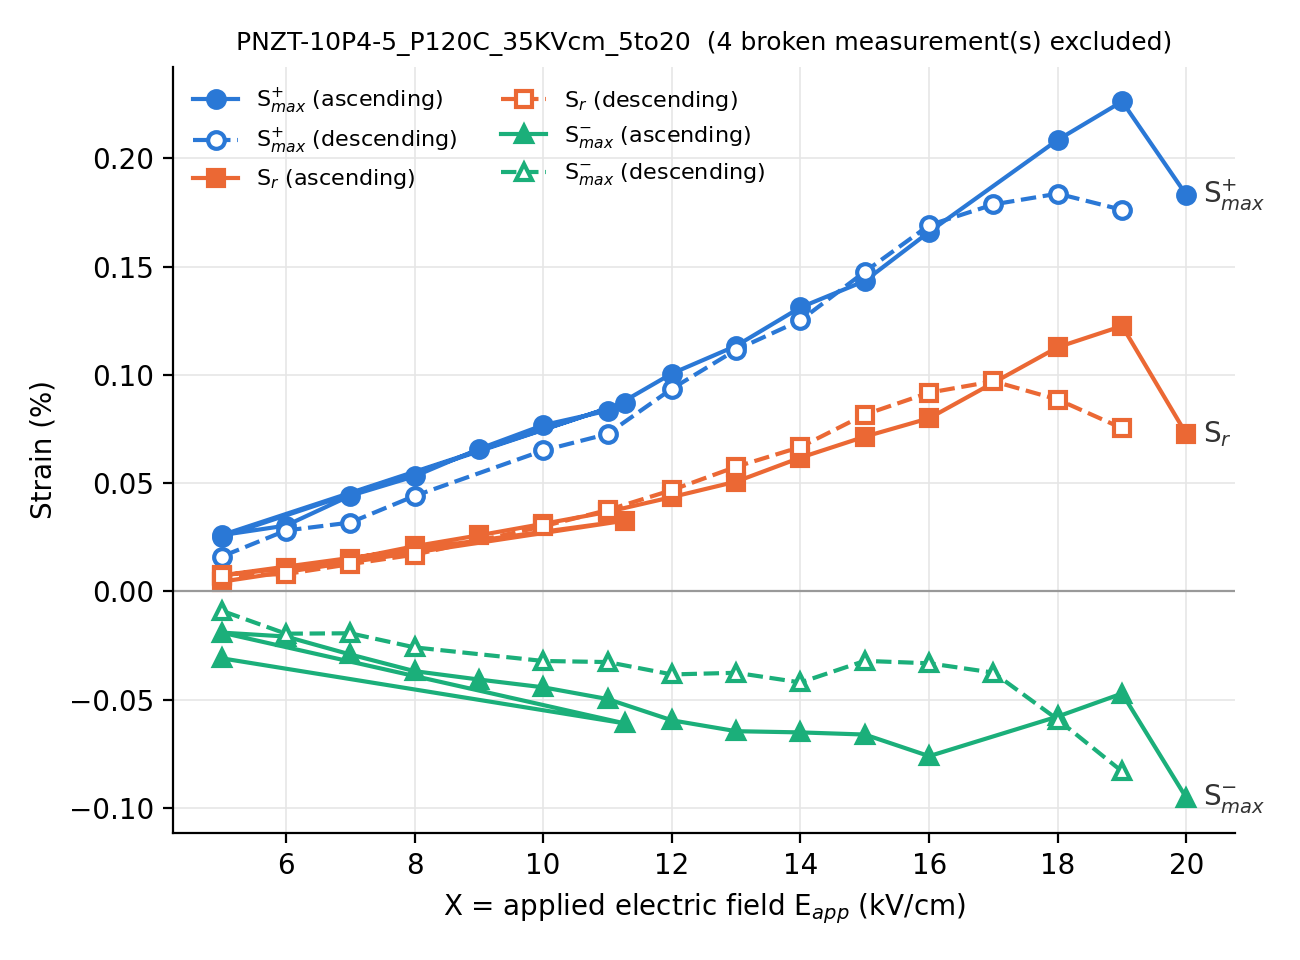 PNZT-10P4-5_P120C_35KVcm_5to20 (4 broken measurement(s) excluded)
S⁺max (ascending)
S⁺max (descending)
Sr (ascending)
Sr (descending)
S⁻max (ascending)
S⁻max (descending)
0.20
0.15
0.10
0.05
0.00
−0.05
−0.10
Strain (%)
S⁺max
Sr
S⁻max
6 8 10 12 14 16 18 20
X = applied electric field Eapp (kV/cm)